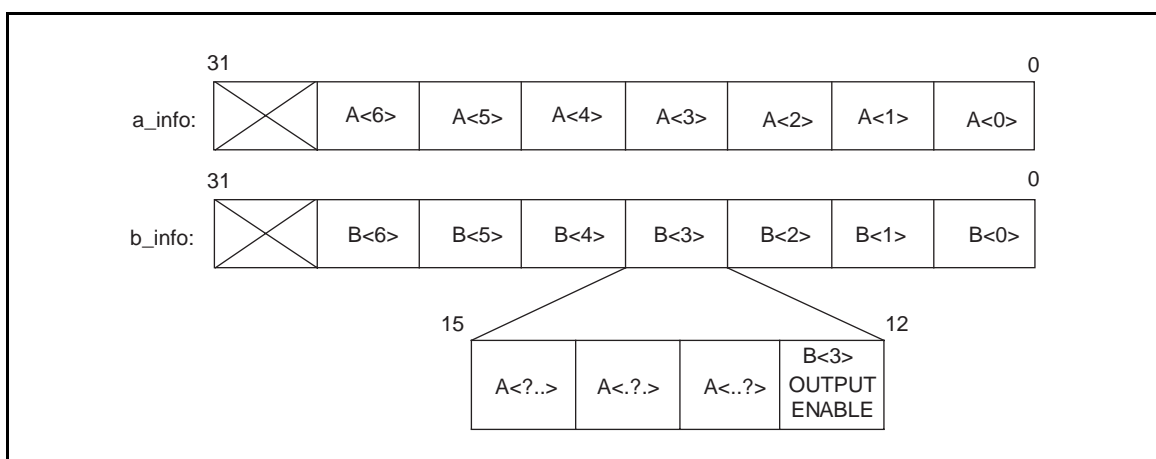 31 0
a_info: A<6> A<5> A<4> A<3> A<2> A<1> A<0>
31 0
b_info: B<6> B<5> B<4> B<3> B<2> B<1> B<0>
15 12
A<?..> A<.?.> A<..?> B<3>
OUTPUT
ENABLE